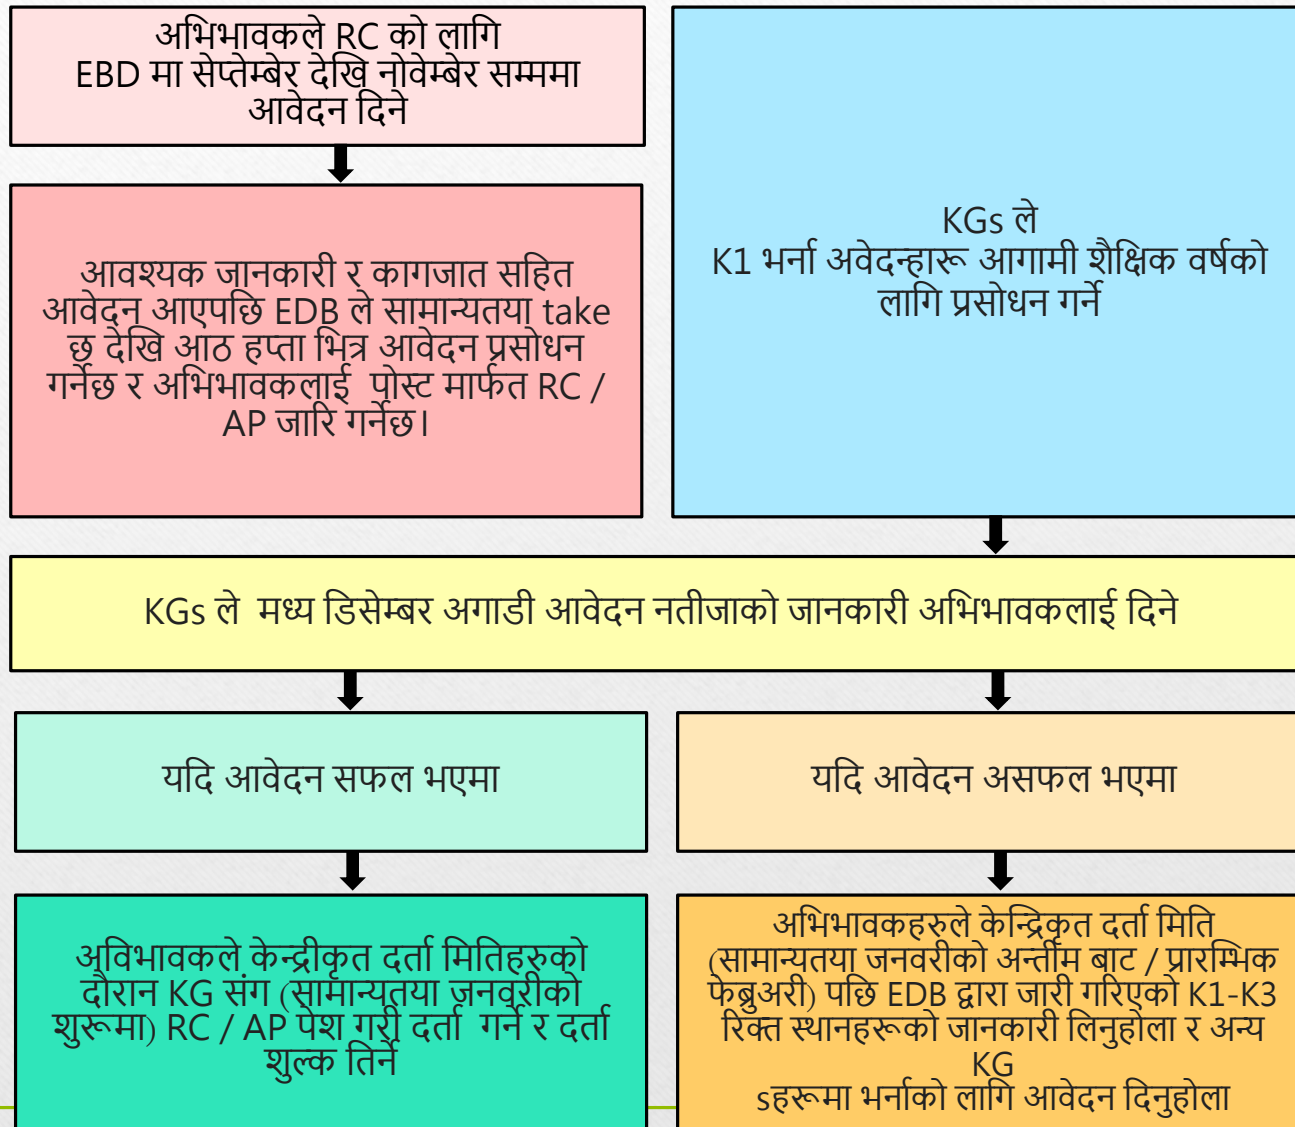 अभिभावकले RC को लागि
EBD मा सेप्तेम्बेर देखि नोवेम्बेर सम्ममा
आवेदन दिने
आवश्यक जानकारी र कागजात सहित
आवेदन आएपछि EDB ले सामान्यतया take
छ देखि आठ हप्ता भित्र आवेदन प्रसोधन
गर्नेछ र अभिभावकलाई पोस्ट मार्फत RC /
AP जारि गर्नेछ।
KGs ले
K1 भर्ना अवेदन्हारू आगामी शैक्षिक वर्षको
लागि प्रसोधन गर्ने
KGs ले मध्य डिसेम्बर अगाडी आवेदन नतीजाको जानकारी अभिभावकलाई दिने
यदि आवेदन सफल भएमा
यदि आवेदन असफल भएमा
अविभावकले केन्द्रीकृत दर्ता मितिहरुको
दौरान KG संग (सामान्यतया जनवरीको
शुरूमा) RC / AP पेश गरी दर्ता गर्ने र दर्ता
शुल्क तिर्ने
अभिभावकहरुले केन्द्रिकृत दर्ता मिति
(सामान्यतया जनवरीको अन्तीम बाट / प्रारम्भिक
फेब्रुअरी) पछि EDB द्वारा जारी गरिएको K1-K3
रिक्त स्थानहरूको जानकारी लिनुहोला र अन्य
KG
sहरूमा भर्नाको लागि आवेदन दिनुहोला